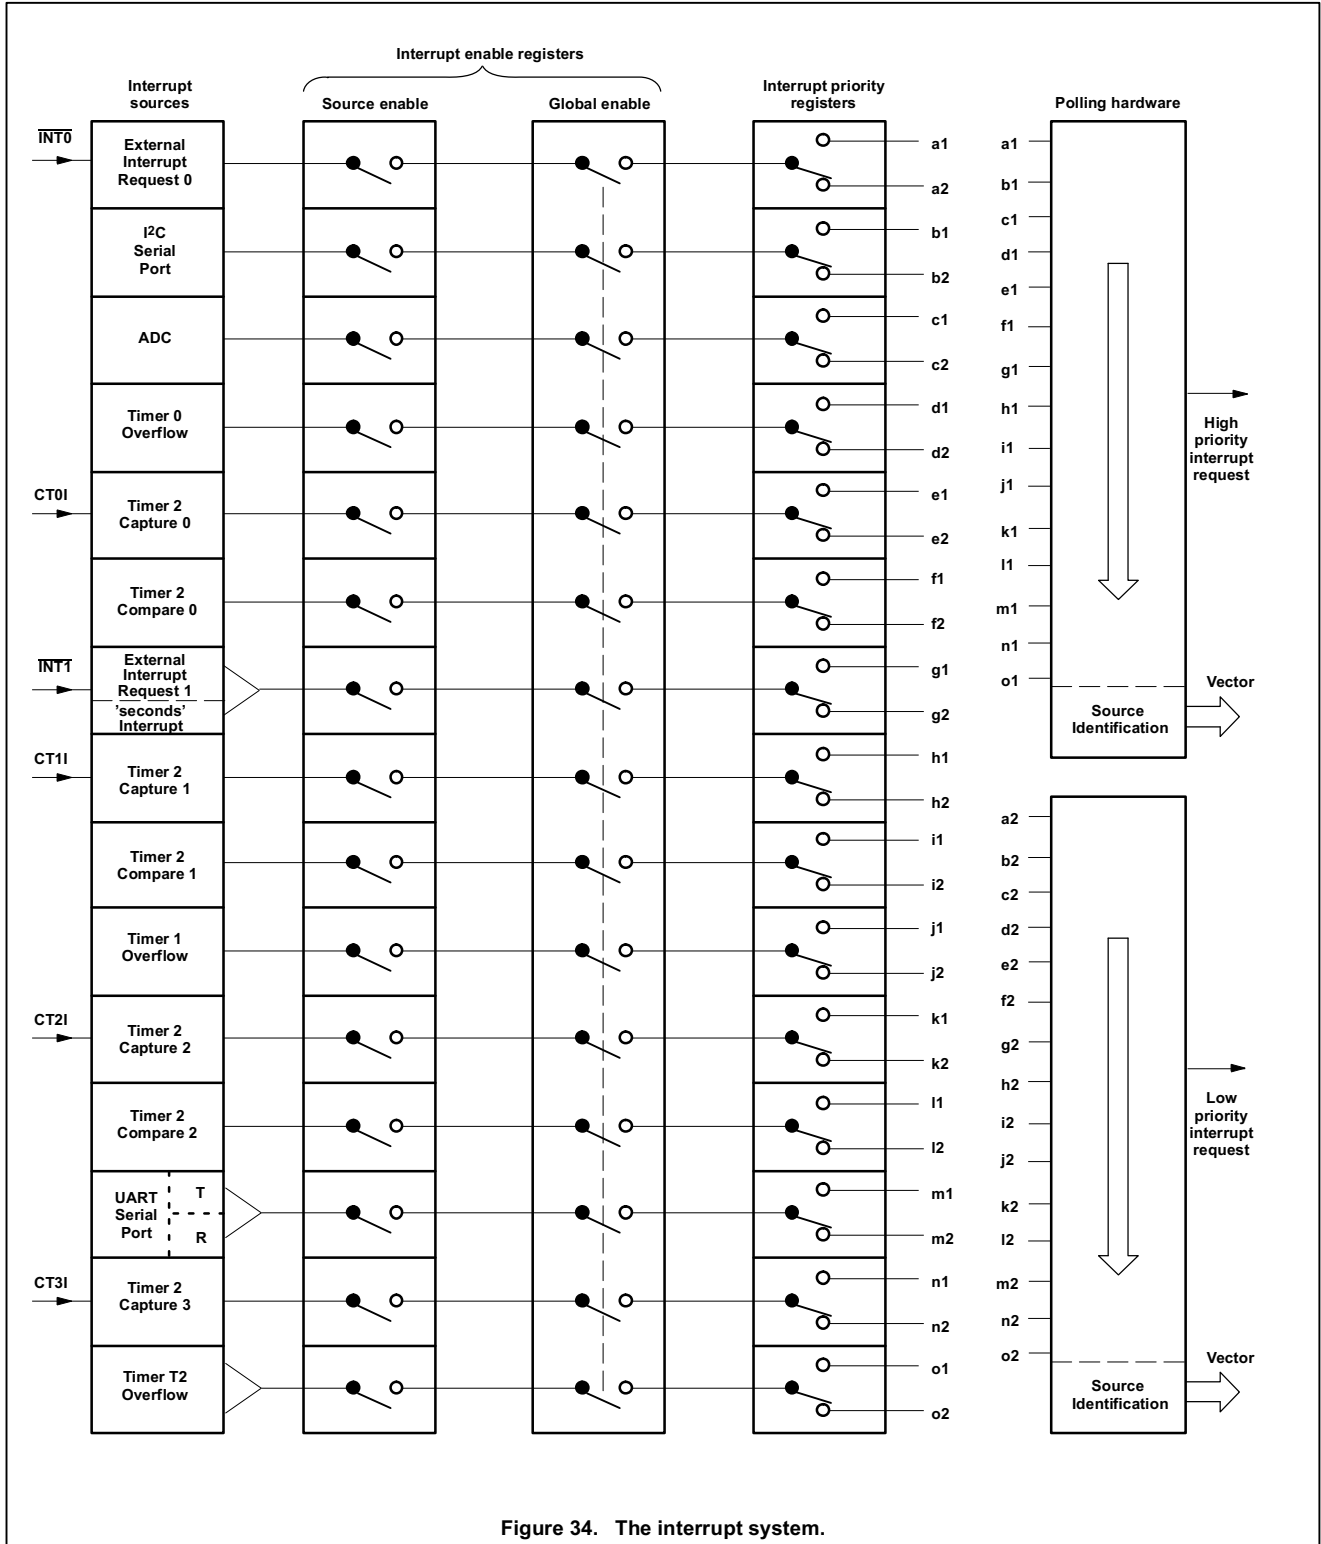 Interrupt enable registers
Interrupt
sources
Source enable
Global enable
Interrupt priority
registers
Polling hardware
INT0
External
Interrupt
Request 0
a1
a2
I2C
Serial
Port
b1
b2
ADC
c1
c2
Timer 0
Overflow
d1
d2
CT0I
Timer 2
Capture 0
e1
e2
Timer 2
Compare 0
f1
f2
INT1
External
Interrupt
Request 1
'seconds'
Interrupt
g1
g2
CT1I
Timer 2
Capture 1
h1
h2
Timer 2
Compare 1
i1
i2
Timer 1
Overflow
j1
j2
CT2I
Timer 2
Capture 2
k1
k2
Timer 2
Compare 2
l1
l2
UART
Serial
Port
T
R
m1
m2
CT3I
Timer 2
Capture 3
n1
n2
Timer T2
Overflow
o1
o2
a1
b1
c1
d1
e1
f1
g1
h1
i1
j1
k1
l1
m1
n1
o1
High
priority
interrupt
request
Source
Identification
Vector
a2
b2
c2
d2
e2
f2
g2
h2
i2
j2
k2
l2
m2
n2
o2
Low
priority
interrupt
request
Source
Identification
Vector
Figure 34. The interrupt system.